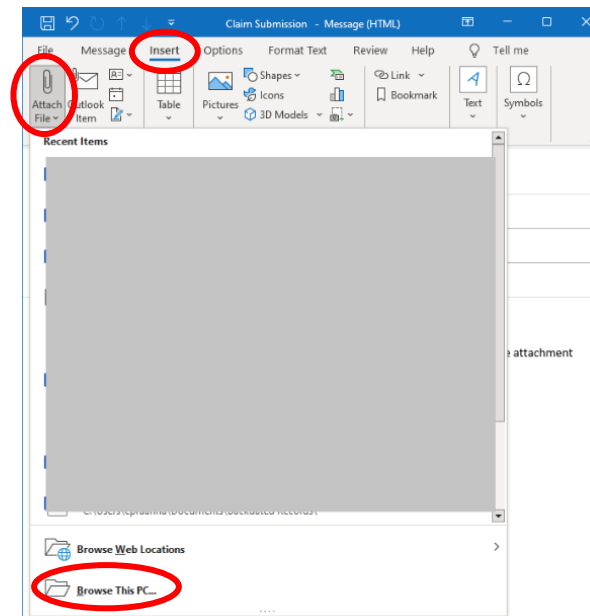 Claim Submission - Message (HTML)
File Message Insert Options Format Text Review Help Tell me
Attach File Outlook Item Table Pictures Shapes Icons 3D Models Link Bookmark Text Symbols
Recent Items
e attachment
Browse Web Locations
Browse This PC...